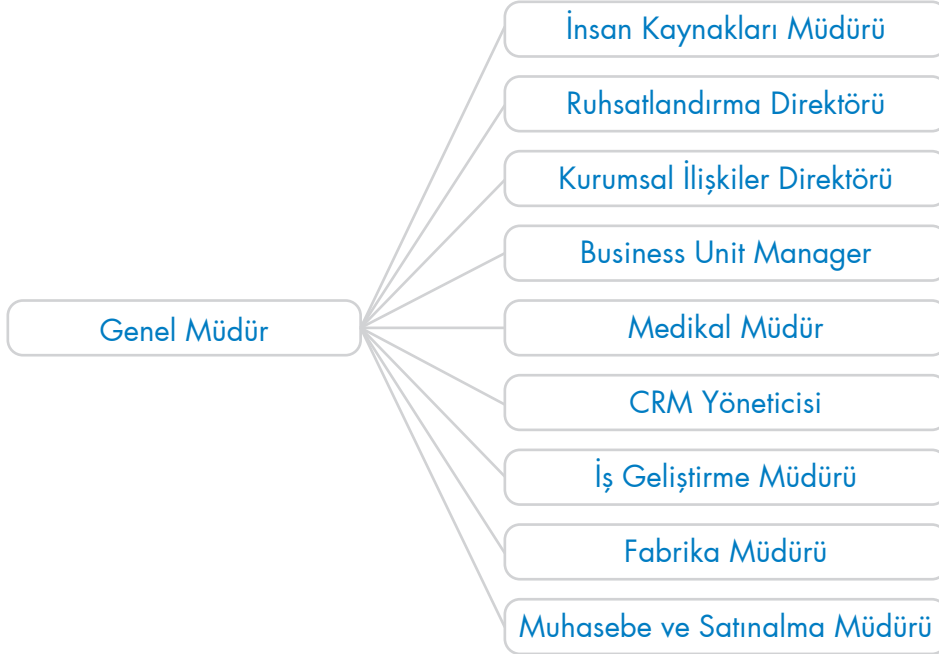 İnsan Kaynakları Müdürü
Ruhsatlandırma Direktörü
Kurumsal İlişkiler Direktörü
Business Unit Manager
Genel Müdür
Medikal Müdür
CRM Yöneticisi
İş Geliştirme Müdürü
Fabrika Müdürü
Muhasebe ve Satınalma Müdürü